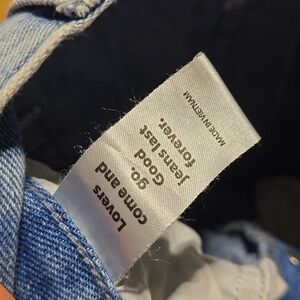 Lovers
come and
go.
Good
jeans last
forever.
MADE IN VIETNAM